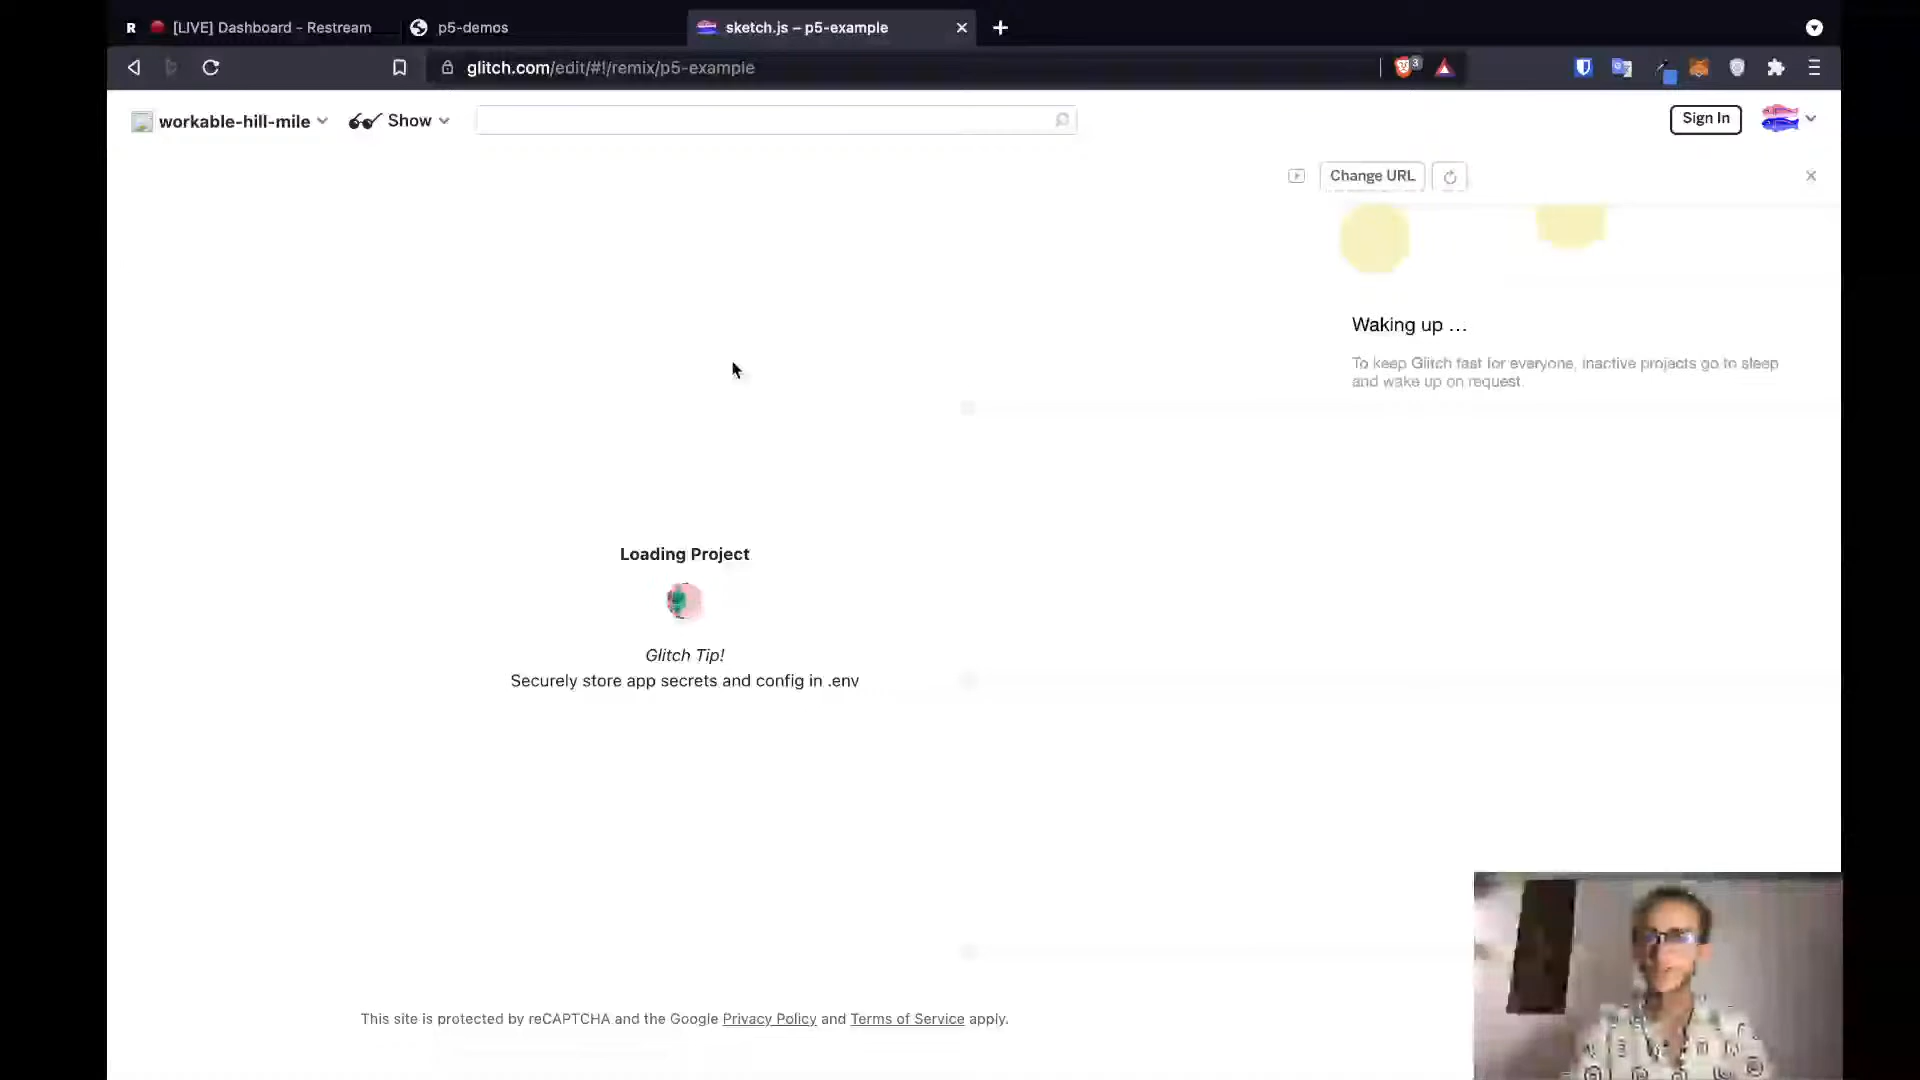 R [LIVE] Dashboard - Restream p5-demos sketch.js – p5-example
glitch.com/edit/#!/remix/p5-example 3
workable-hill-mile Show Sign In
Change URL
Waking up ...
To keep Glitch fast for everyone, inactive projects go to sleep
and wake up on request.
Loading Project
Glitch Tip!
Securely store app secrets and config in .env
This site is protected by reCAPTCHA and the Google Privacy Policy and Terms of Service apply.